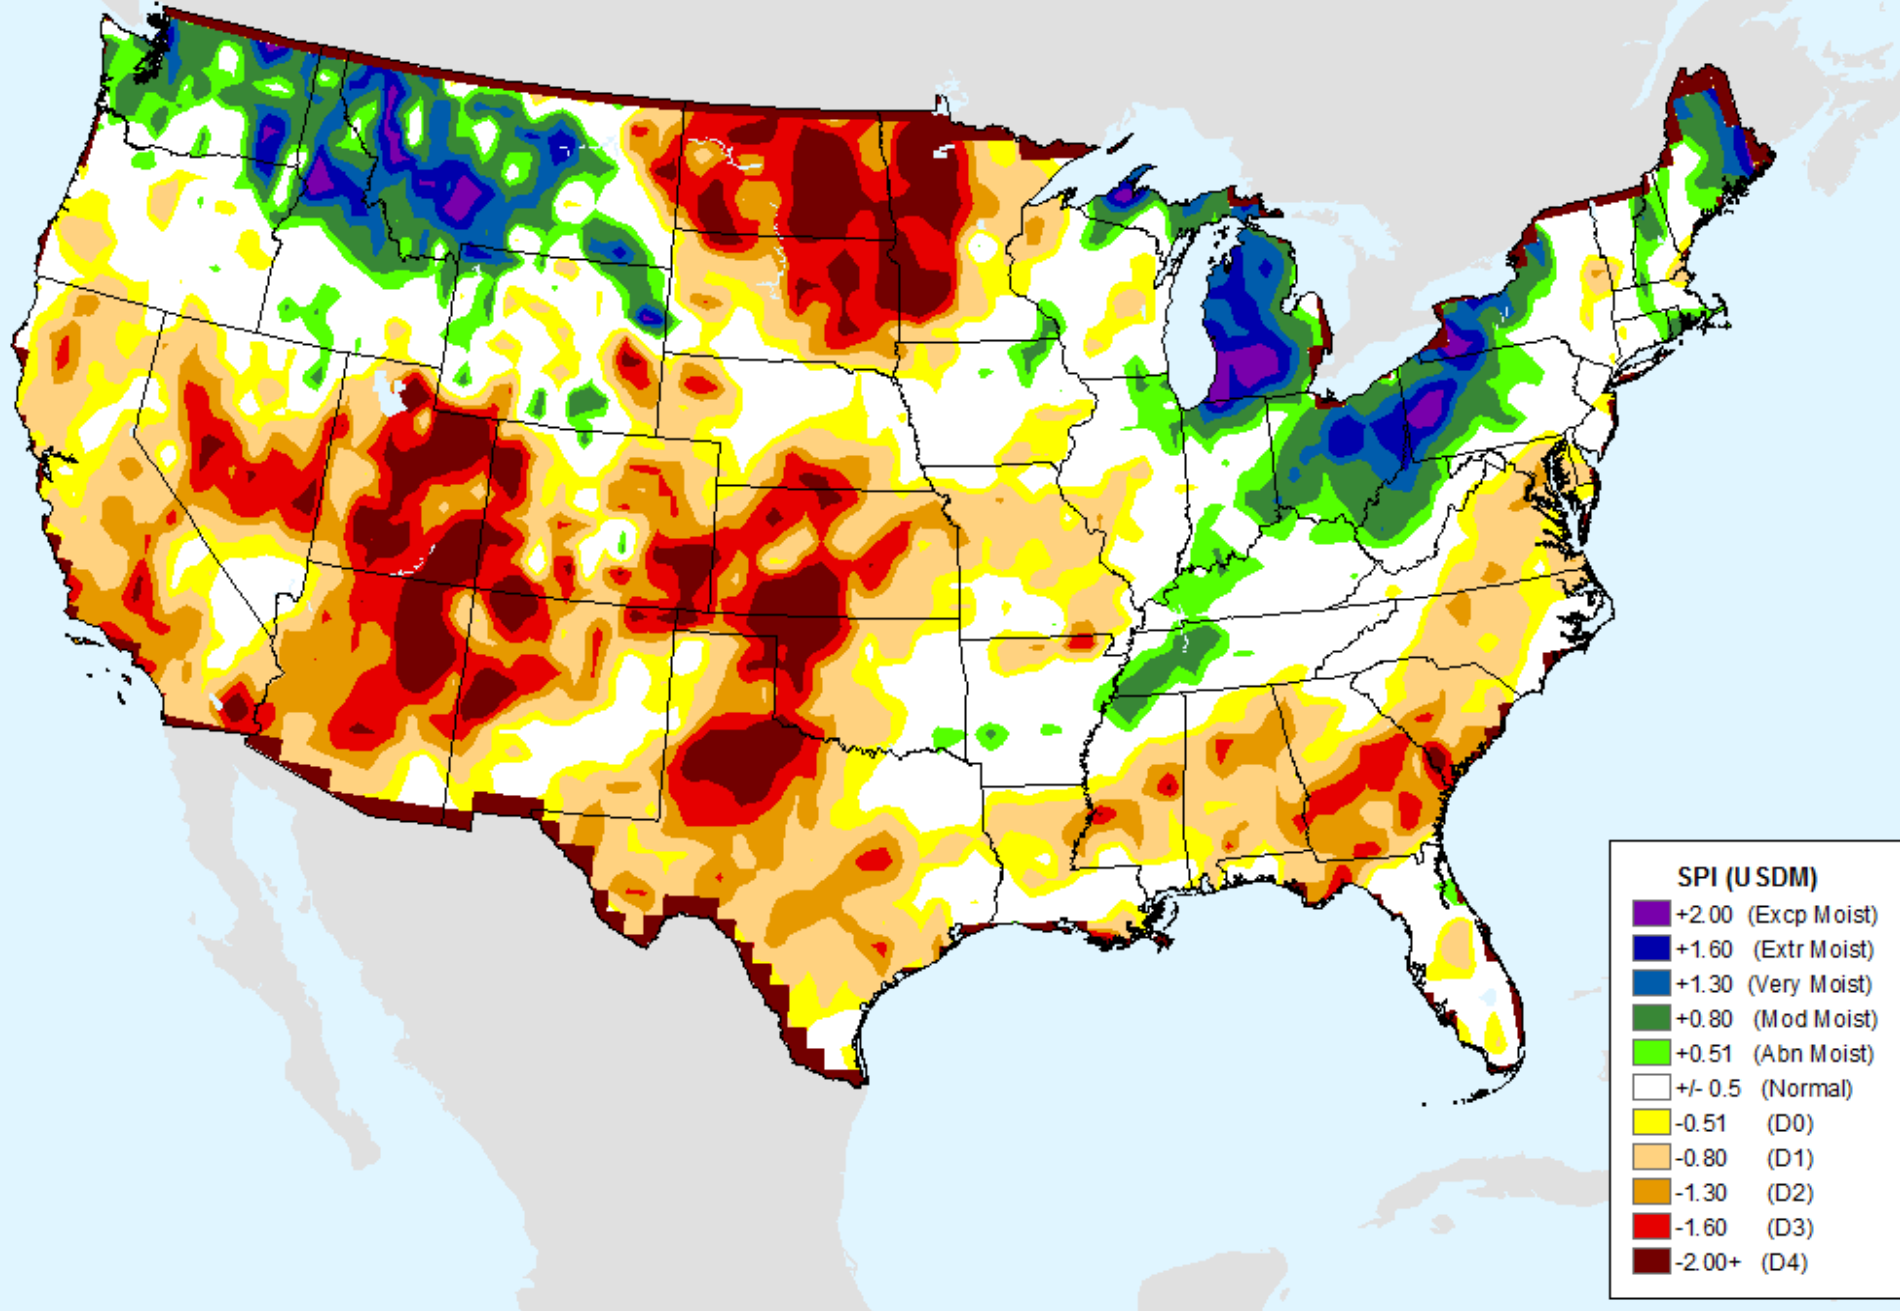 SPI (USDM)
+2.00 (Excp Moist)
+1.60 (Extr Moist)
+1.30 (Very Moist)
+0.80 (Mod Moist)
+0.51 (Abn Moist)
+/- 0.5 (Normal)
-0.51 (D0)
-0.80 (D1)
-1.30 (D2)
-1.60 (D3)
-2.00+ (D4)